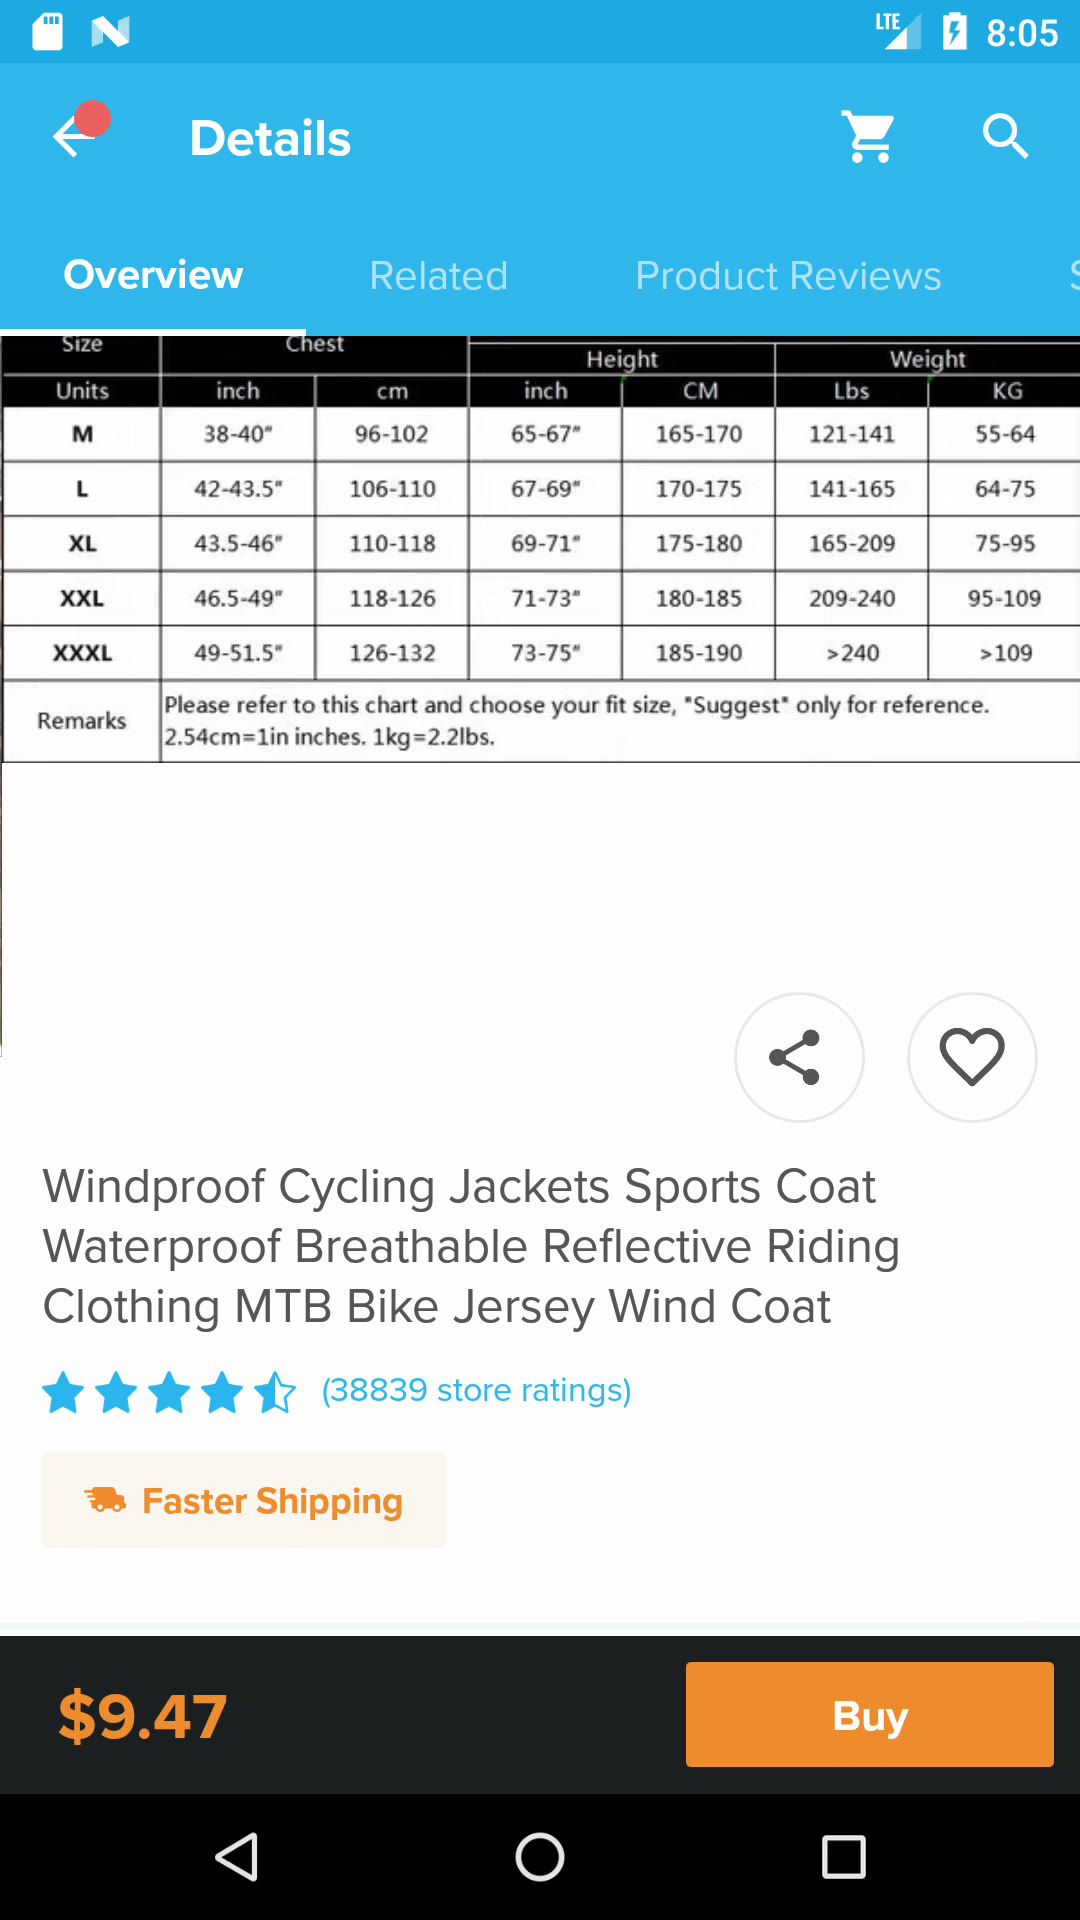 LTE 8:05
Details
Overview Related Product Reviews
Size Chest
Height Weight
Units inch cm inch CM Lbs KG
M 38-40" 96-102 65-67" 165-170 121-141 55-64
L 42-43.5" 106-110 67-69" 170-175 141-165 64-75
XL 43.5-46" 110-118 69-71" 175-180 165-209 75-95
XXL 46.5-49" 118-126 71-73" 180-185 209-240 95-109
XXXL 49-51.5" 126-132 73-75" 185-190 >240 >109
Remarks Please refer to this chart and choose your fit size, "Suggest" only for reference.
2.54cm=1in inches. 1kg=2.2lbs.
Windproof Cycling Jackets Sports Coat
Waterproof Breathable Reflective Riding
Clothing MTB Bike Jersey Wind Coat
(38839 store ratings)
Faster Shipping
$9.47 Buy